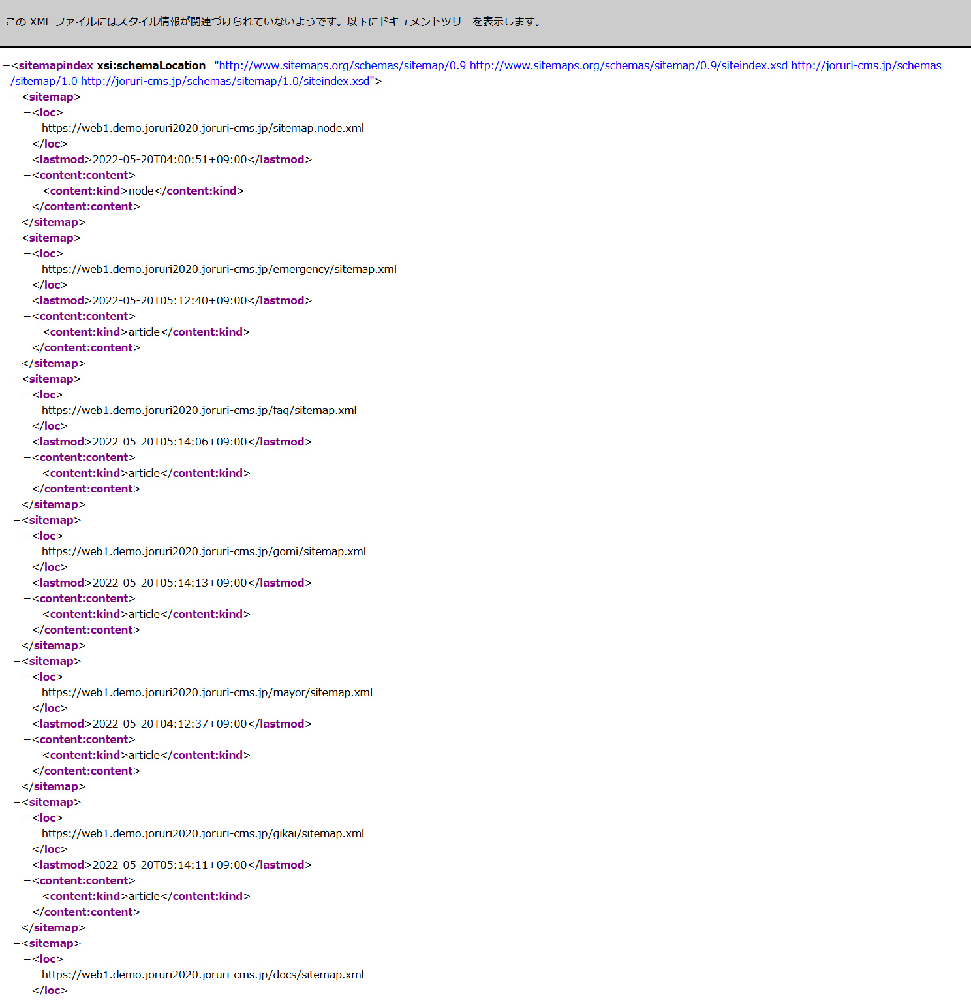 この XML ファイルにはスタイル情報が関連づけられていないようです。以下にドキュメントツリーを表示します。
−<sitemapindex xsi:schemaLocation="http://www.sitemaps.org/schemas/sitemap/0.9 http://www.sitemaps.org/schemas/sitemap/0.9/siteindex.xsd http://joruri-cms.jp/schemas
/sitemap/1.0 http://joruri-cms.jp/schemas/sitemap/1.0/siteindex.xsd">
−<sitemap>
−<loc>
https://web1.demo.joruri2020.joruri-cms.jp/sitemap.node.xml
</loc>
<lastmod>2022-05-20T04:00:51+09:00</lastmod>
−<content:content>
<content:kind>node</content:kind>
</content:content>
</sitemap>
−<sitemap>
−<loc>
https://web1.demo.joruri2020.joruri-cms.jp/emergency/sitemap.xml
</loc>
<lastmod>2022-05-20T05:12:40+09:00</lastmod>
−<content:content>
<content:kind>article</content:kind>
</content:content>
</sitemap>
−<sitemap>
−<loc>
https://web1.demo.joruri2020.joruri-cms.jp/faq/sitemap.xml
</loc>
<lastmod>2022-05-20T05:14:06+09:00</lastmod>
−<content:content>
<content:kind>article</content:kind>
</content:content>
</sitemap>
−<sitemap>
−<loc>
https://web1.demo.joruri2020.joruri-cms.jp/gomi/sitemap.xml
</loc>
<lastmod>2022-05-20T05:14:13+09:00</lastmod>
−<content:content>
<content:kind>article</content:kind>
</content:content>
</sitemap>
−<sitemap>
−<loc>
https://web1.demo.joruri2020.joruri-cms.jp/mayor/sitemap.xml
</loc>
<lastmod>2022-05-20T04:12:37+09:00</lastmod>
−<content:content>
<content:kind>article</content:kind>
</content:content>
</sitemap>
−<sitemap>
−<loc>
https://web1.demo.joruri2020.joruri-cms.jp/gikai/sitemap.xml
</loc>
<lastmod>2022-05-20T05:14:11+09:00</lastmod>
−<content:content>
<content:kind>article</content:kind>
</content:content>
</sitemap>
−<sitemap>
−<loc>
https://web1.demo.joruri2020.joruri-cms.jp/docs/sitemap.xml
</loc>